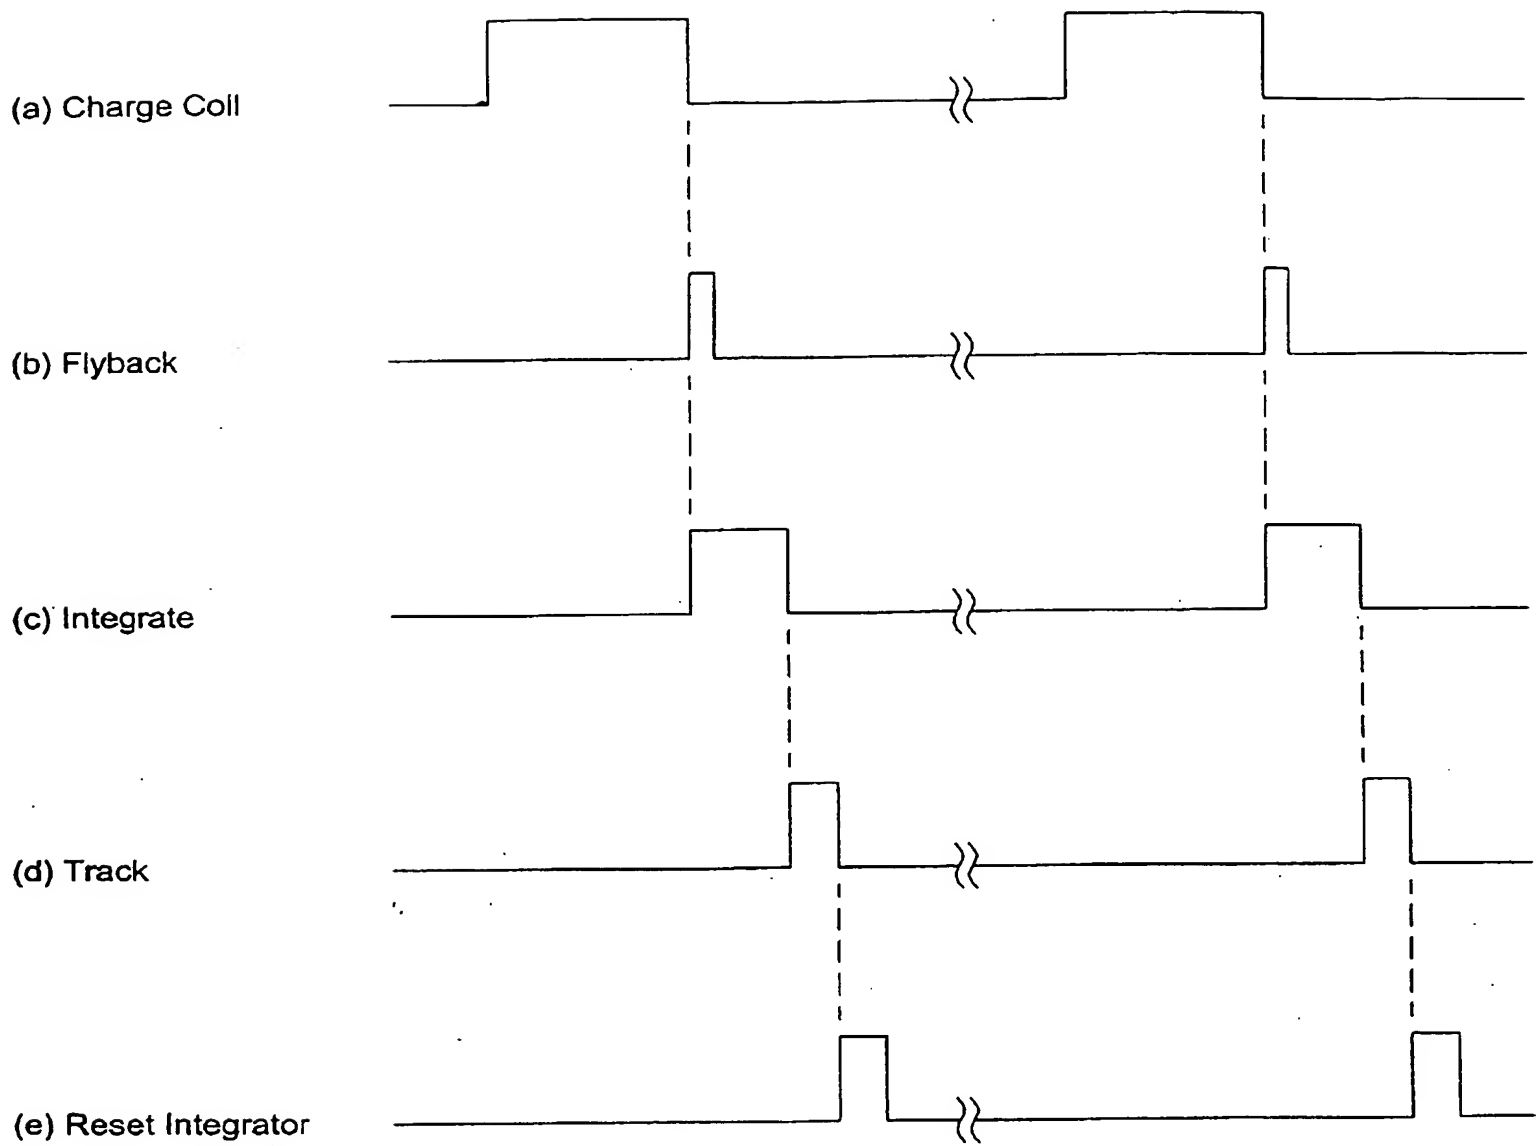 (a) Charge Coil
(b) Flyback
(c) Integrate
(d) Track
(e) Reset Integrator